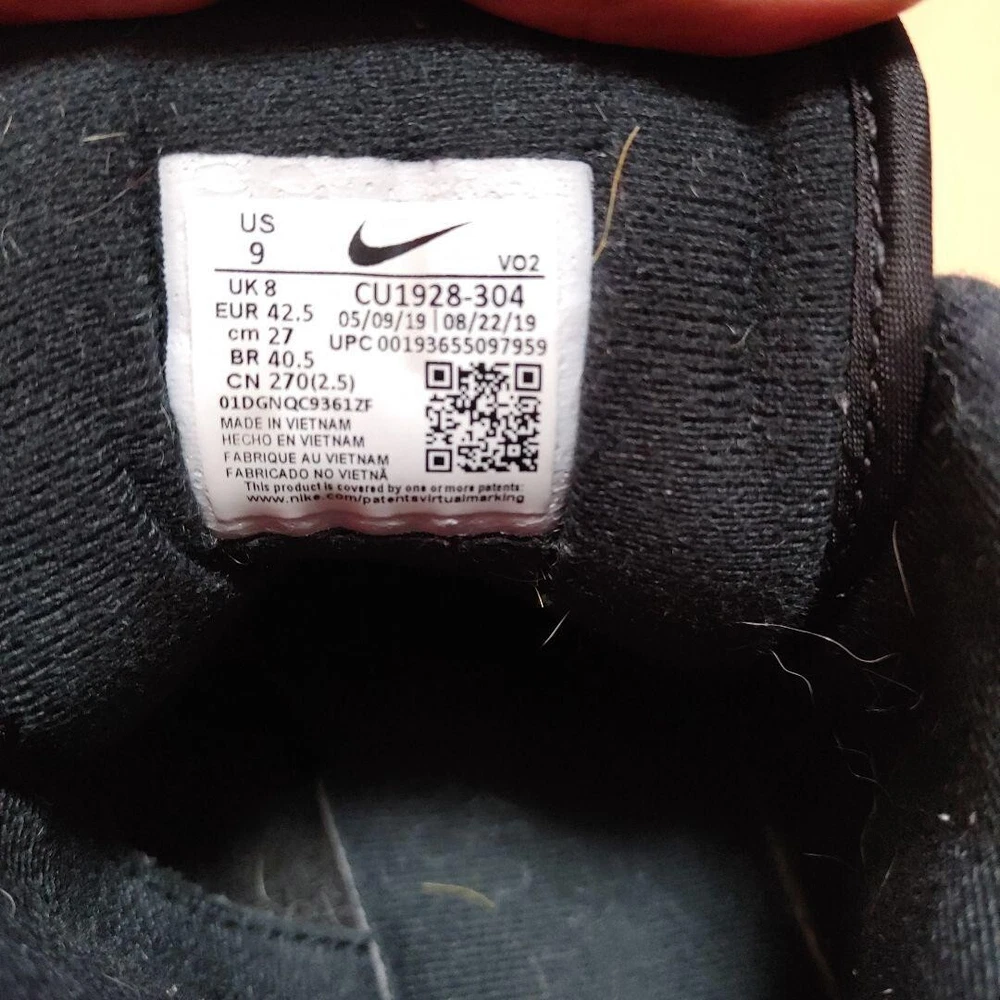 US
9
VO2
UK 8
EUR 42.5
cm 27
BR 40.5
CN 270(2.5)
CU1928-304
05/09/19 | 08/22/19
UPC 00193655097959
01DGNQC9361ZF
MADE IN VIETNAM
HECHO EN VIETNAM
FABRIQUE AU VIETNAM
FABRICADO NO VIETNÃ
This product is covered by one or more patents:
www.nike.com/patentsvirtualmarking